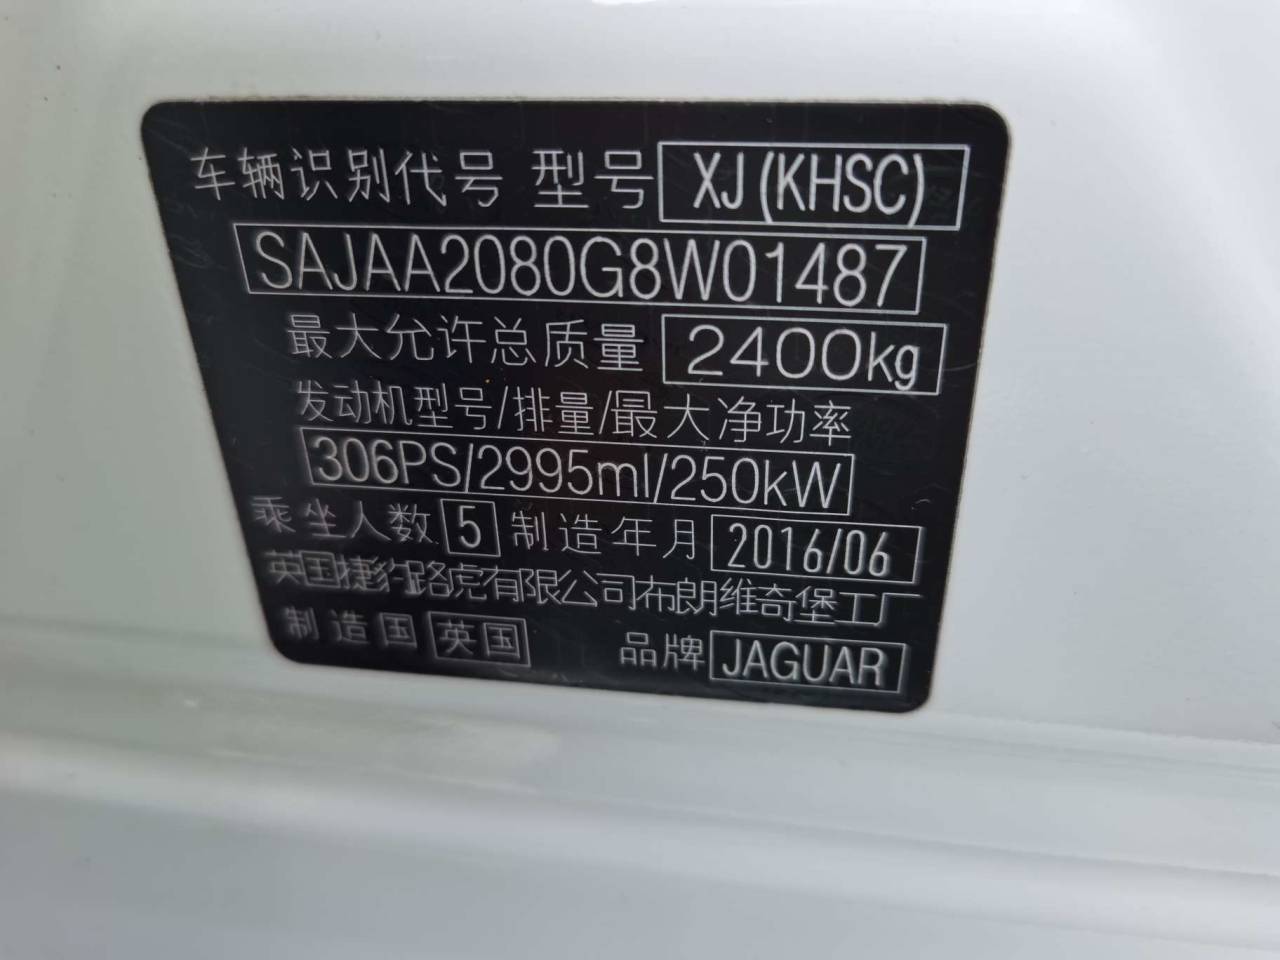 车辆识别代号 型号 XJ (KHSC)
SAJAA2080G8W01487
最大允许总质量 2400kg
发动机型号/排量/最大净功率
306PS/2995ml/250kW
乘坐人数 5 制造年月 2016/06
英国捷豹路虎有限公司布朗维奇堡工厂
制造国 英国 品牌 JAGUAR